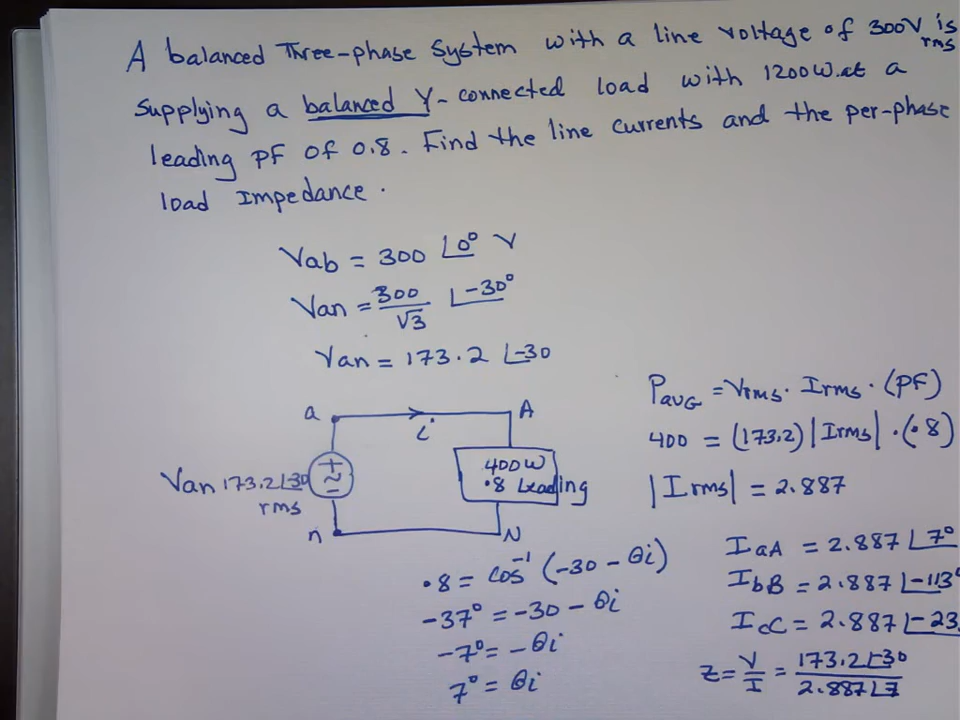 A balanced Three-phase System with a line voltage of 300V rms is
Supplying a balanced Y-connected load with 1200W at a
leading PF of 0.8. Find the line currents and the per-phase
load Impedance.
Vab = 300 ∠0° V
Van = 300/√3 ∠-30°
Van = 173.2 ∠-30
a i A
Van 173.2∠-30 rms + ~ -
400W
.8 Leading
n N
.8 = cos⁻¹ (-30 - θi)
-37° = -30 - θi
-7° = -θi
7° = θi
PAVG = Vrms · Irms · (PF)
400 = (173.2) |Irms| · (.8)
|Irms| = 2.887
IaA = 2.887 ∠7°
IbB = 2.887 ∠-113°
IcC = 2.887 ∠-23
Z = V/I = 173.2∠-30 / 2.887∠7